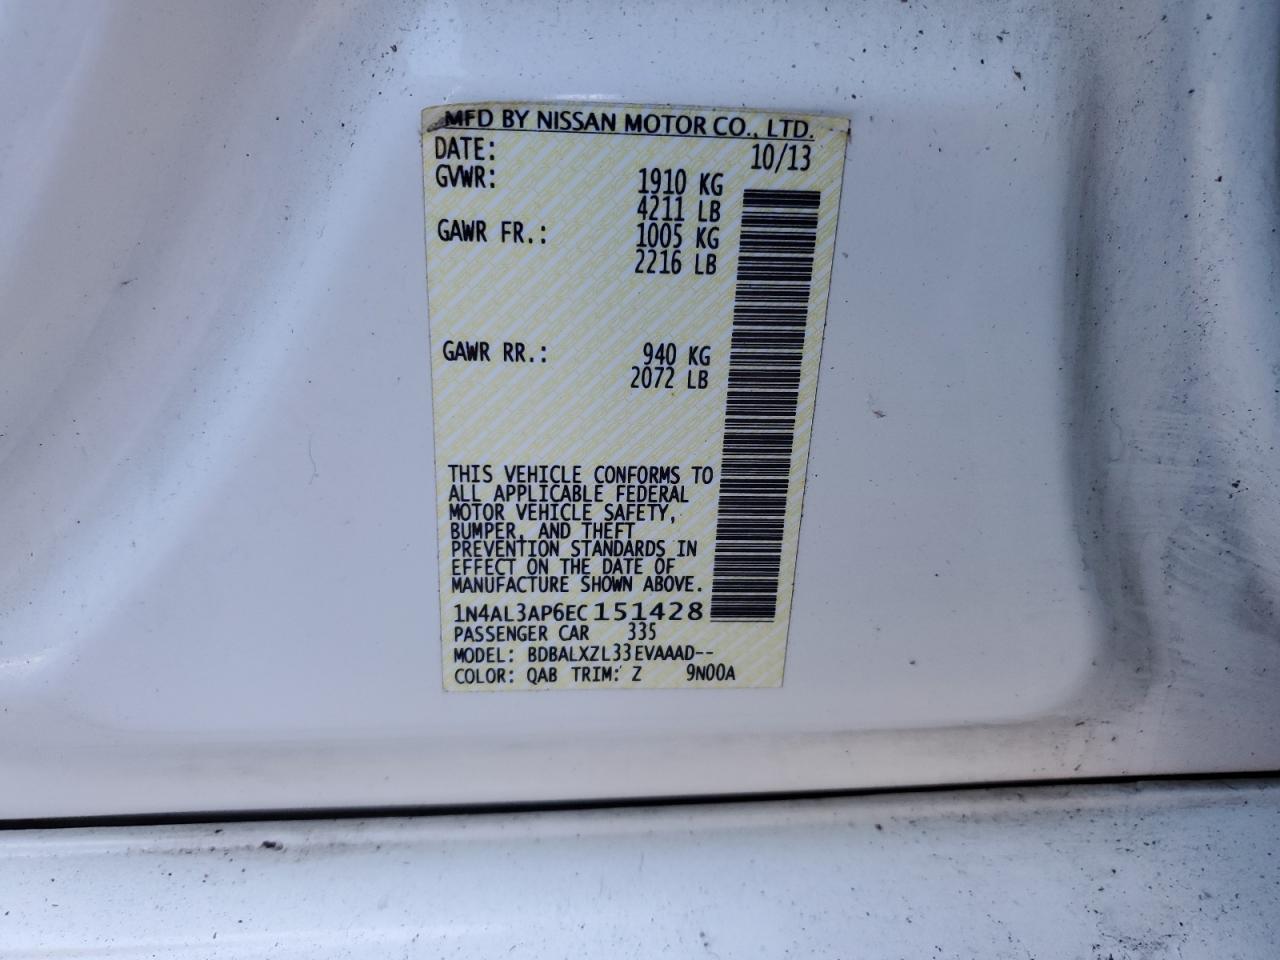 MFD BY NISSAN MOTOR CO., LTD.
DATE: 10/13
GVWR: 1910 KG
4211 LB
GAWR FR.: 1005 KG
2216 LB
GAWR RR.: 940 KG
2072 LB
THIS VEHICLE CONFORMS TO
ALL APPLICABLE FEDERAL
MOTOR VEHICLE SAFETY,
BUMPER, AND THEFT
PREVENTION STANDARDS IN
EFFECT ON THE DATE OF
MANUFACTURE SHOWN ABOVE.
1N4AL3AP6EC151428
PASSENGER CAR 335
MODEL: BDBALXZL33EVAAAD--
COLOR: QAB TRIM: Z 9N00A